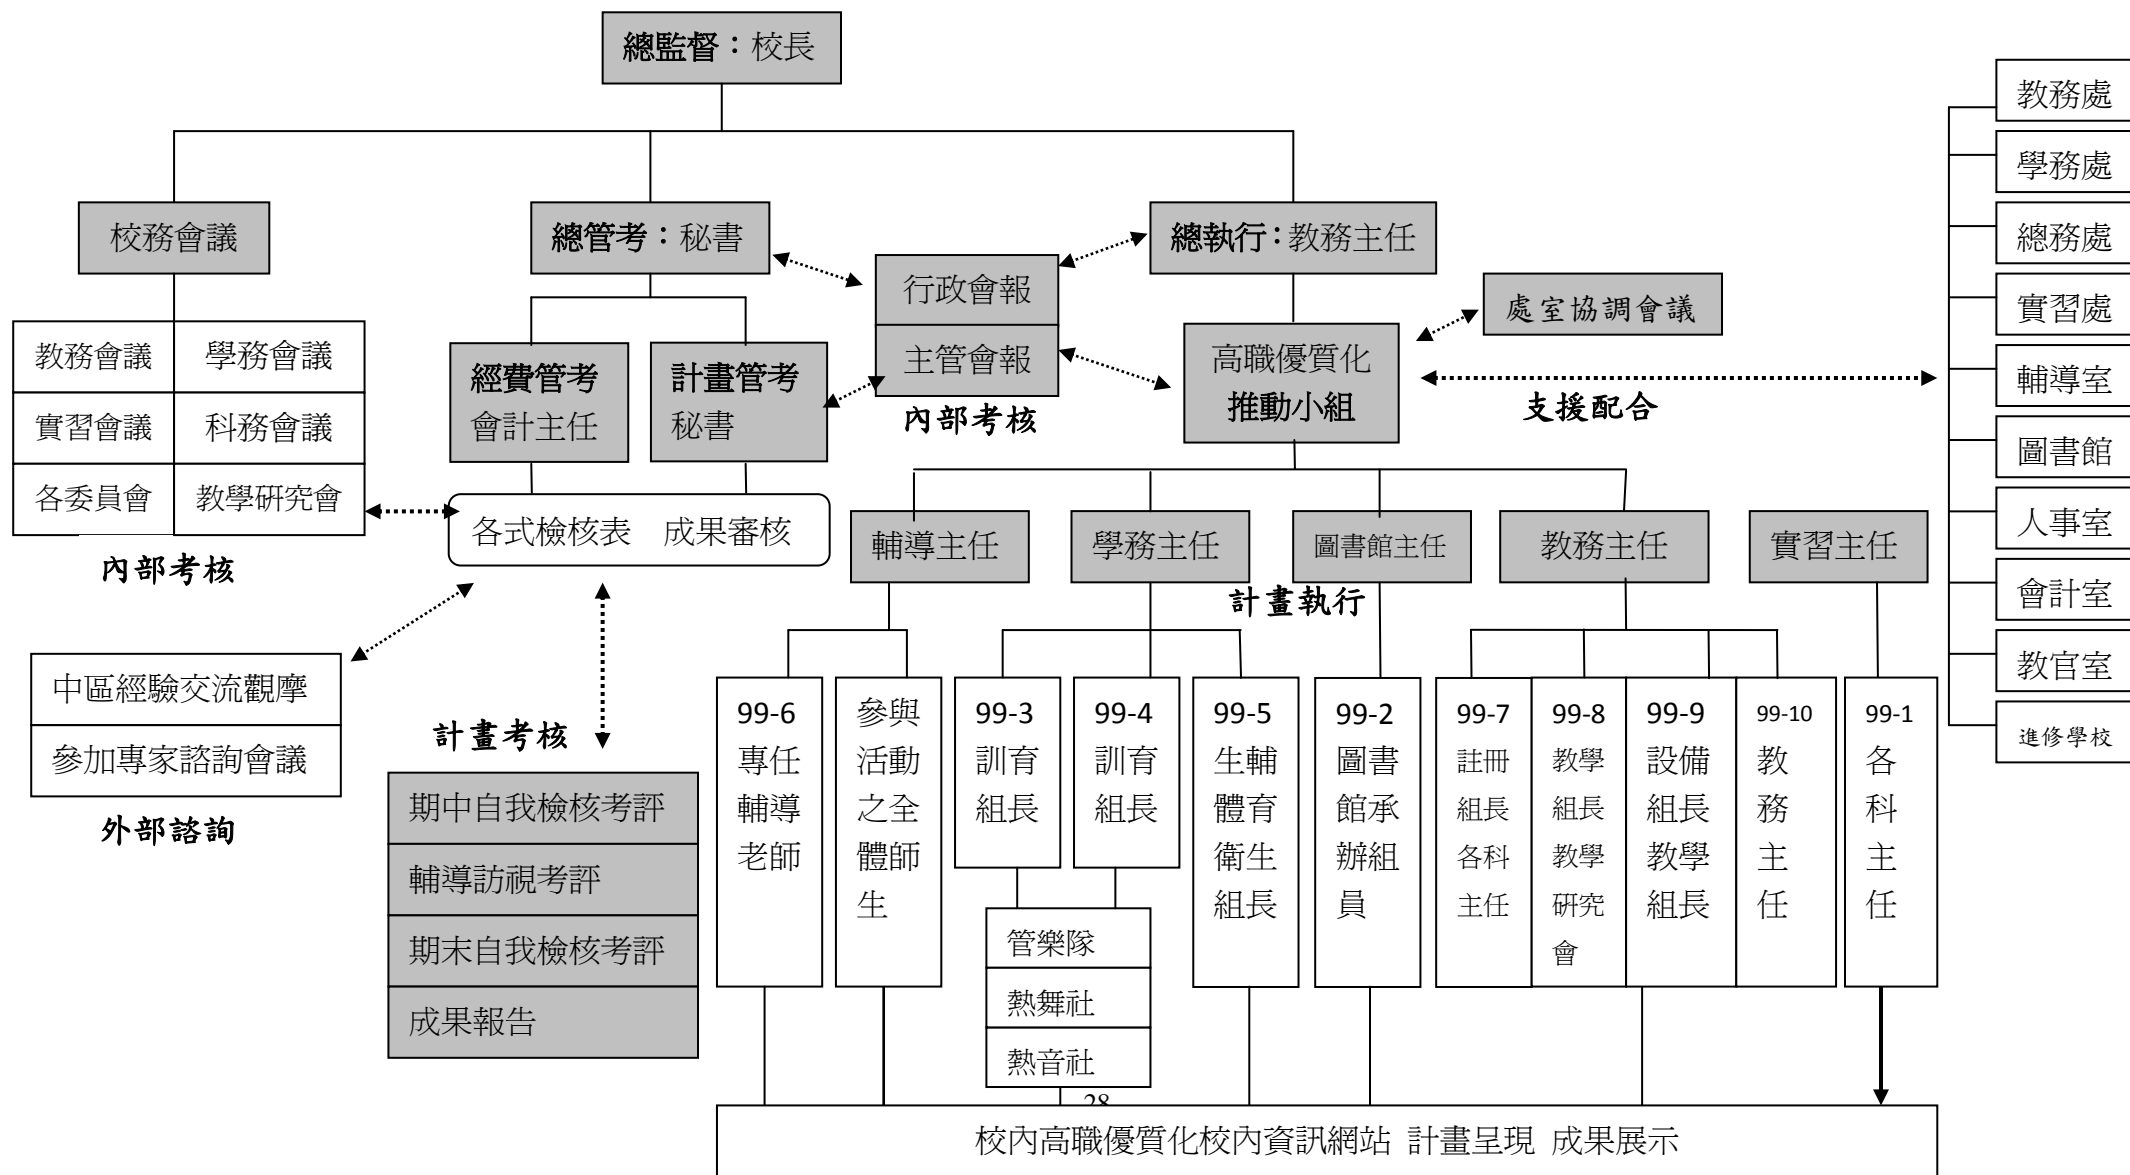 總監督：校長
教務處
學務處
總務處
實習處
輔導室
圖書館
人事室
會計室
教官室
進修學校
校務會議
總管考：秘書
總執行：教務主任
行政會報
主管會報
內部考核
處室協調會議
教務會議 學務會議
實習會議 科務會議
各委員會 教學研究會
內部考核
經費管考
會計主任
計畫管考
秘書
高職優質化
推動小組
支援配合
各式檢核表 成果審核
輔導主任
學務主任
圖書館主任
教務主任
實習主任
計畫執行
中區經驗交流觀摩
參加專家諮詢會議
外部諮詢
計畫考核
期中自我檢核考評
輔導訪視考評
期末自我檢核考評
成果報告
99-6
專任
輔導
老師
參與
活動
之全
體師
生
99-3
訓育
組長
99-4
訓育
組長
管樂隊
熱舞社
熱音社
99-5
生輔
體育
衛生
組長
99-2
圖書
館承
辦組
員
99-7
註冊
組長
各科
主任
99-8
教學
組長
教學
研究
會
99-9
設備
組長
教學
組長
99-10
教
務
主
任
99-1
各
科
主
任
28
校內高職優質化校內資訊網站 計畫呈現 成果展示